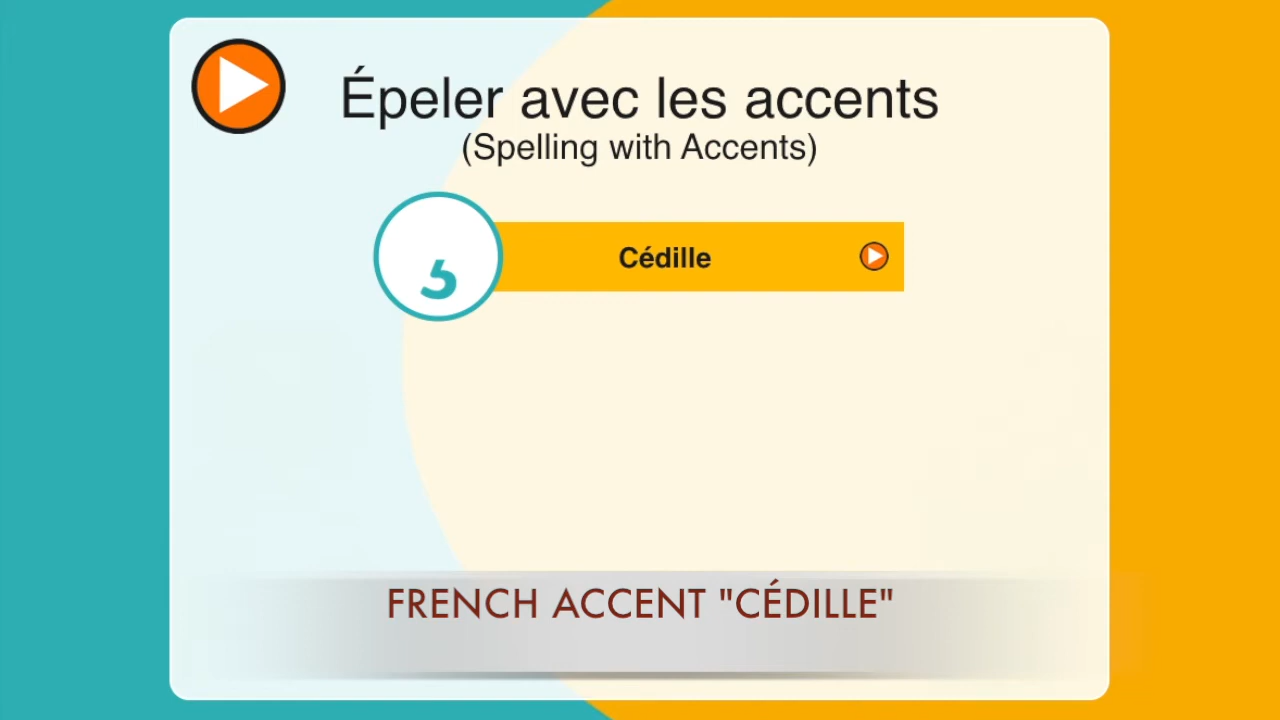 Épeler avec les accents
(Spelling with Accents)
¸ Cédille
FRENCH ACCENT "CÉDILLE"